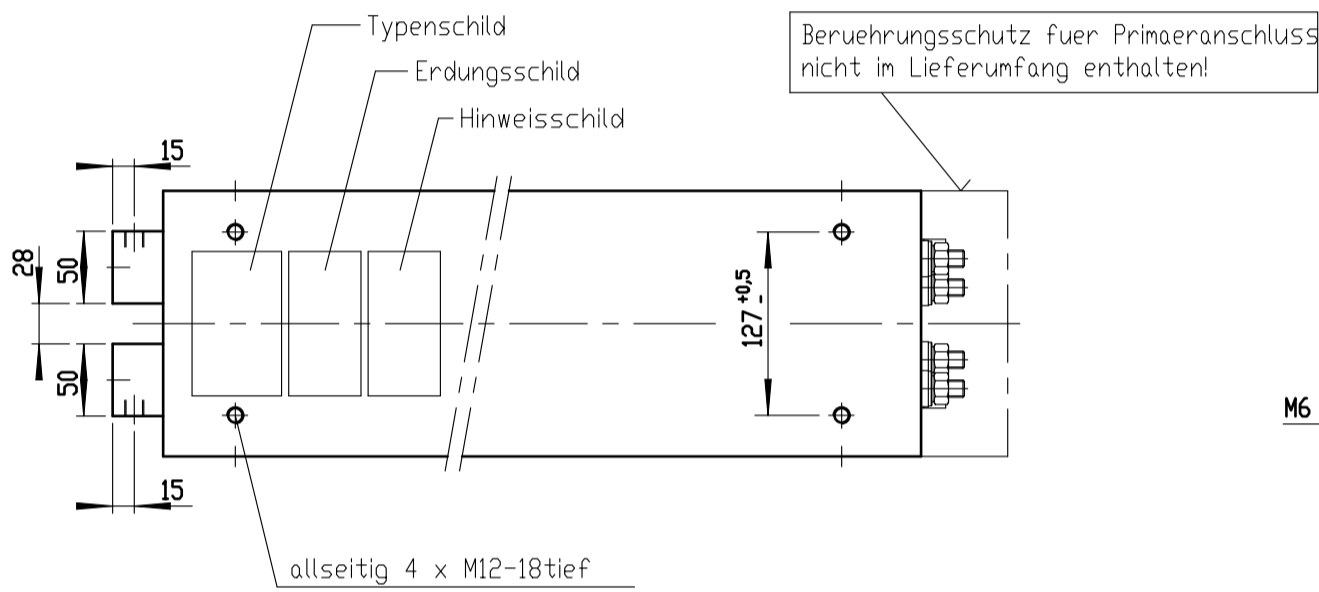 Typenschild
Erdungsschild
Hinweisschild
Beruehrungsschutz fuer Primaeranschluss
nicht im Lieferumfang enthalten!
15
28
50
127 +0,5
-
50
M6
15
allseitig 4 x M12-18tief